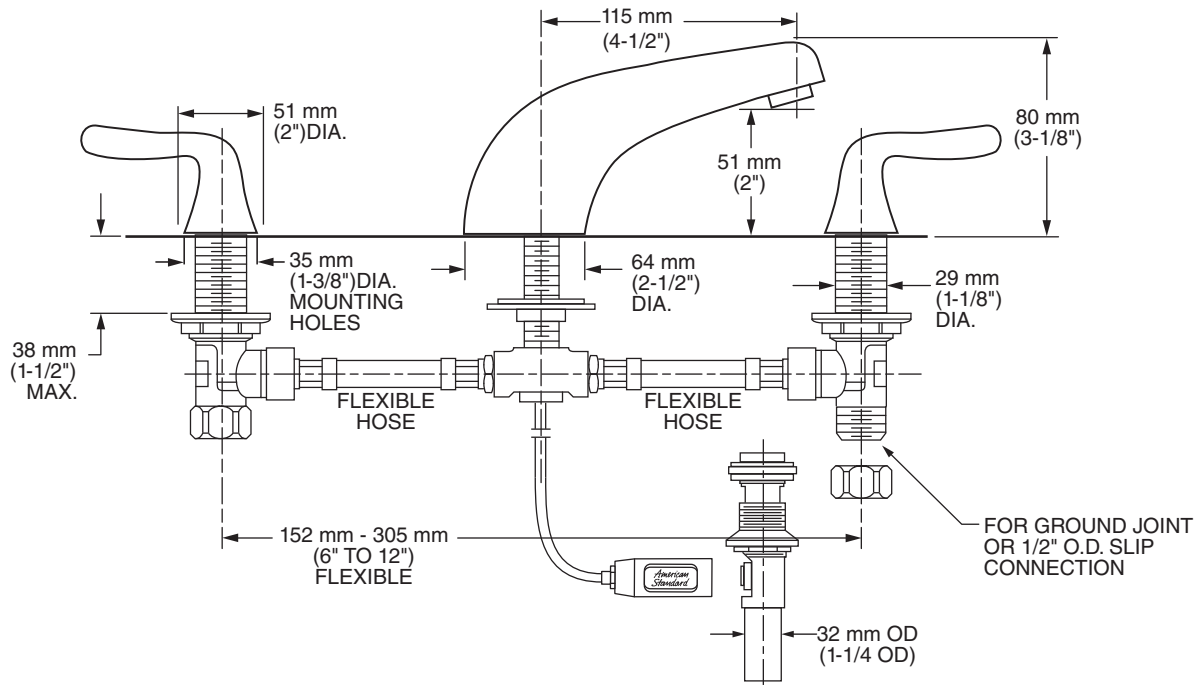 115 mm
(4-1/2")
51 mm
(2")DIA.
80 mm
(3-1/8")
51 mm
(2")
35 mm
(1-3/8")DIA.
MOUNTING
HOLES
64 mm
(2-1/2")
DIA.
29 mm
(1-1/8")
DIA.
38 mm
(1-1/2")
MAX.
FLEXIBLE
HOSE
FLEXIBLE
HOSE
152 mm - 305 mm
(6" TO 12")
FLEXIBLE
FOR GROUND JOINT
OR 1/2" O.D. SLIP
CONNECTION
American
Standard
32 mm OD
(1-1/4 OD)